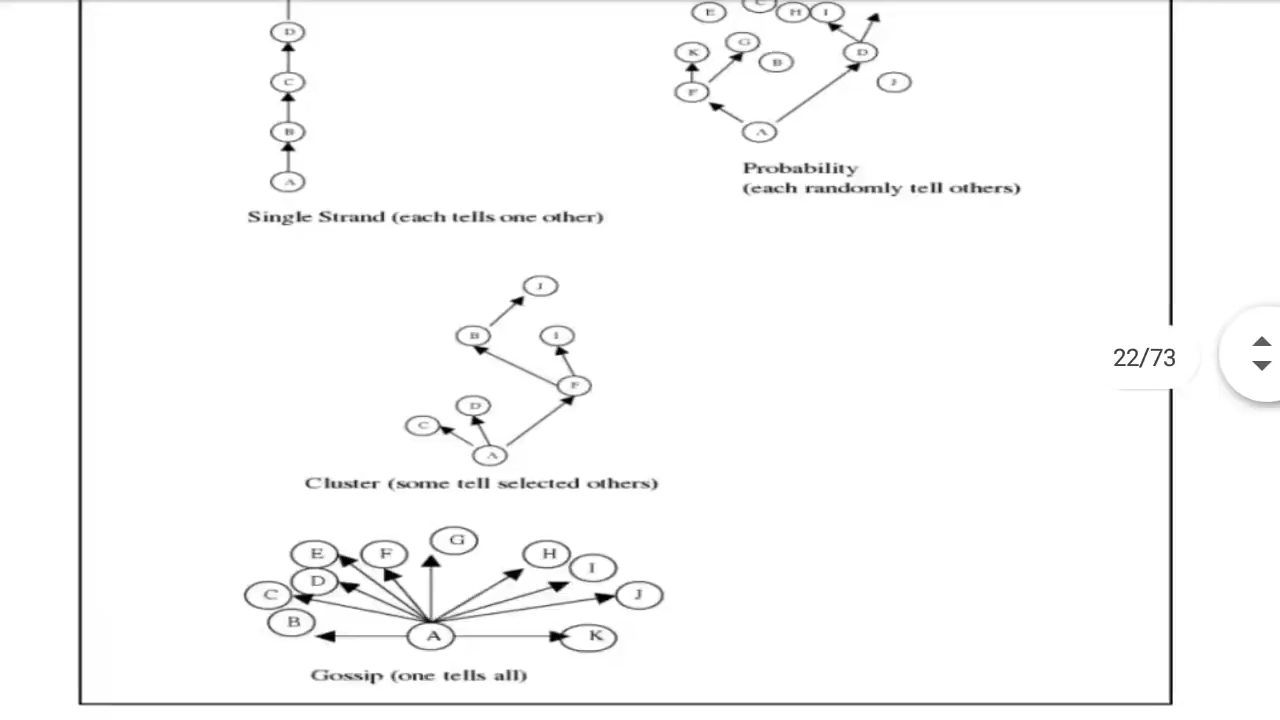 D
C
B
A
Single Strand (each tells one other)
E
H
I
K
G
B
D
J
F
A
Probability
(each randomly tell others)
J
B
I
F
D
C
A
Cluster (some tell selected others)
22/73
G
E
F
H
I
D
C
J
B
A
K
Gossip (one tells all)